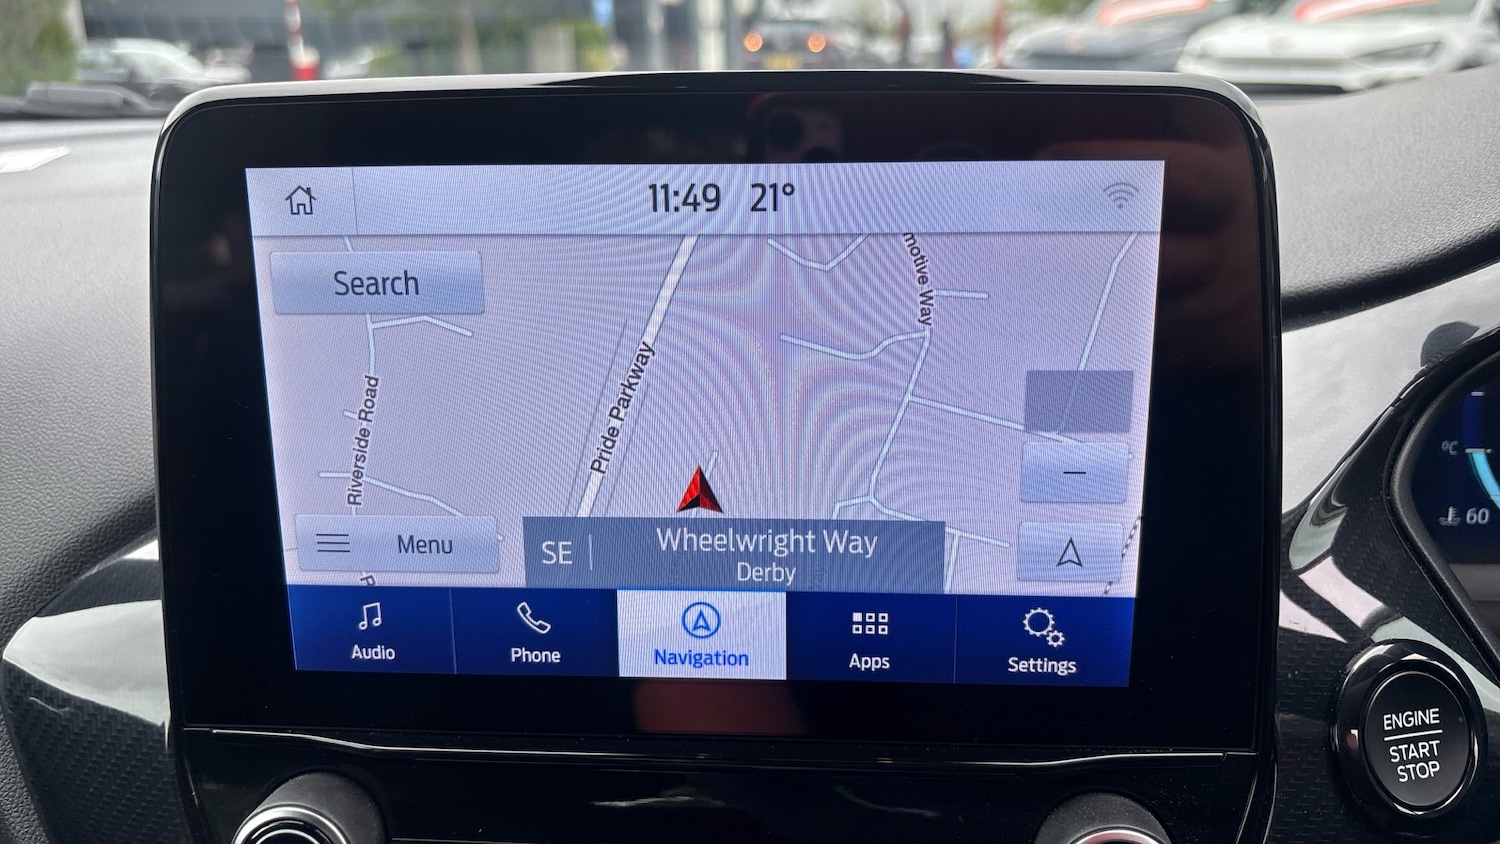 11:49 21°
Search
motive Way
Pride Parkway
Riverside Road
°C
60
Menu
SE
Wheelwright Way
Derby
Audio
Phone
Navigation
Apps
Settings
ENGINE
START
STOP